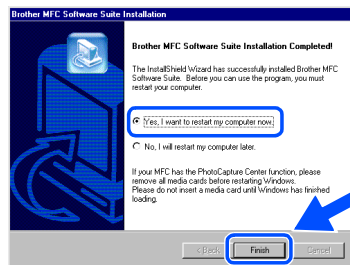 Brother MFC Software Suite Installation
Brother MFC Software Suite Installation Completed!
The InstallShield Wizard has successfully installed Brother MFC
Software Suite. Before you can use the program, you must
restart your computer.
Yes, I want to restart my computer now.
No, I will restart my computer later.
If your MFC has the PhotoCapture Center function, please
remove all media cards before restarting Windows.
Please do not insert a media card until Windows has finished
loading.
< Back Finish Cancel